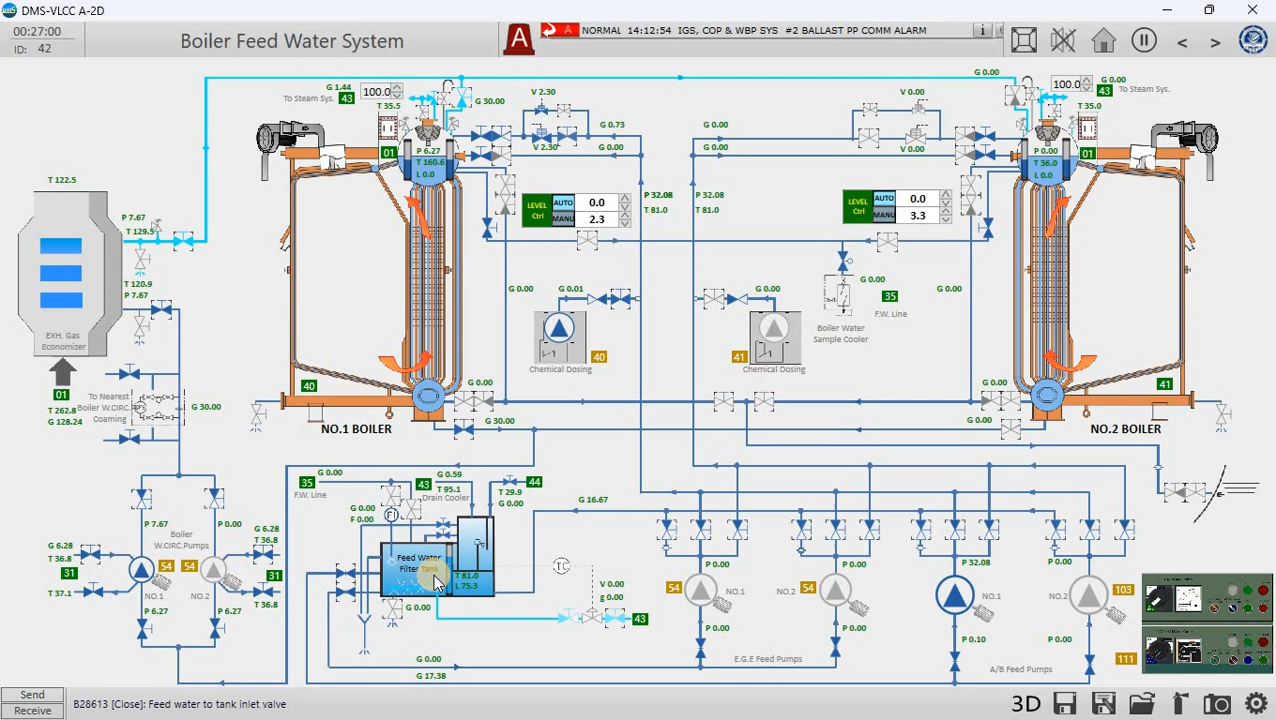 DMS-VLCC A-2D
00:27:00
ID: 42
Boiler Feed Water System
A
A
NORMAL 14:12:54 IGS, COP & WBP SYS #2 BALLAST PP COMM ALARM
i
G 1.44
To Steam Sys. 43
100.0
T 35.5
G 30.00
V 2.30
G 0.73
V 2.30
G 0.00
V 0.00
G 0.00
V 0.00
100.0
G 0.00
43 To Steam Sys.
T 35.0
01
P 6.27
T 160.6
L 0.0
G 0.00
G 0.00
P 0.00
T 36.0
L 0.0
01
T 122.5
P 7.67
T 129.5
T 120.9
P 7.67
EXH. Gas
Economizer
01
T 262.8
G 128.24
LEVEL
Ctrl
AUTO 0.0
MANU 2.3
P 32.08
T 81.0
P 32.08
T 81.0
LEVEL
Ctrl
AUTO 0.0
MANU 3.3
G 0.00
G 0.01
G 0.00
G 0.00
35
F.W. Line
G 0.00
Boiler Water
Sample Cooler
Chemical Dosing
40
41
Chemical Dosing
40
NO.1 BOILER
41
NO.2 BOILER
G 0.00
G 0.00
G 30.00
G 0.00
To Nearest
Boiler W.CIRC.
Coaming
G 30.00
35
F.W. Line
G 0.00
43
Drain Cooler
G 0.59
T 95.1
T 29.9
G 0.00
44
G 0.00
F 0.00
FI
G 16.67
Feed Water
Filter Tank
T 81.0
L 75.3
G 0.00
TC
V 0.00
G 0.00
43
G 0.00
G 17.38
P 7.67
Boiler
W.CIRC.Pumps
P 0.00
G 6.28
T 36.8
31
T 37.1
54
NO.1
54
NO.2
G 6.28
T 36.8
31
T 36.8
P 6.27
P 6.27
P 0.00
54
NO.1
P 0.00
P 0.00
NO.2
54
P 0.00
E.G.E Feed Pumps
P 32.08
NO.1
P 0.10
P 0.00
NO.2
103
P 0.00
111
A/B Feed Pumps
Send
Receive
B28613 [Close]: Feed water to tank inlet valve
3D